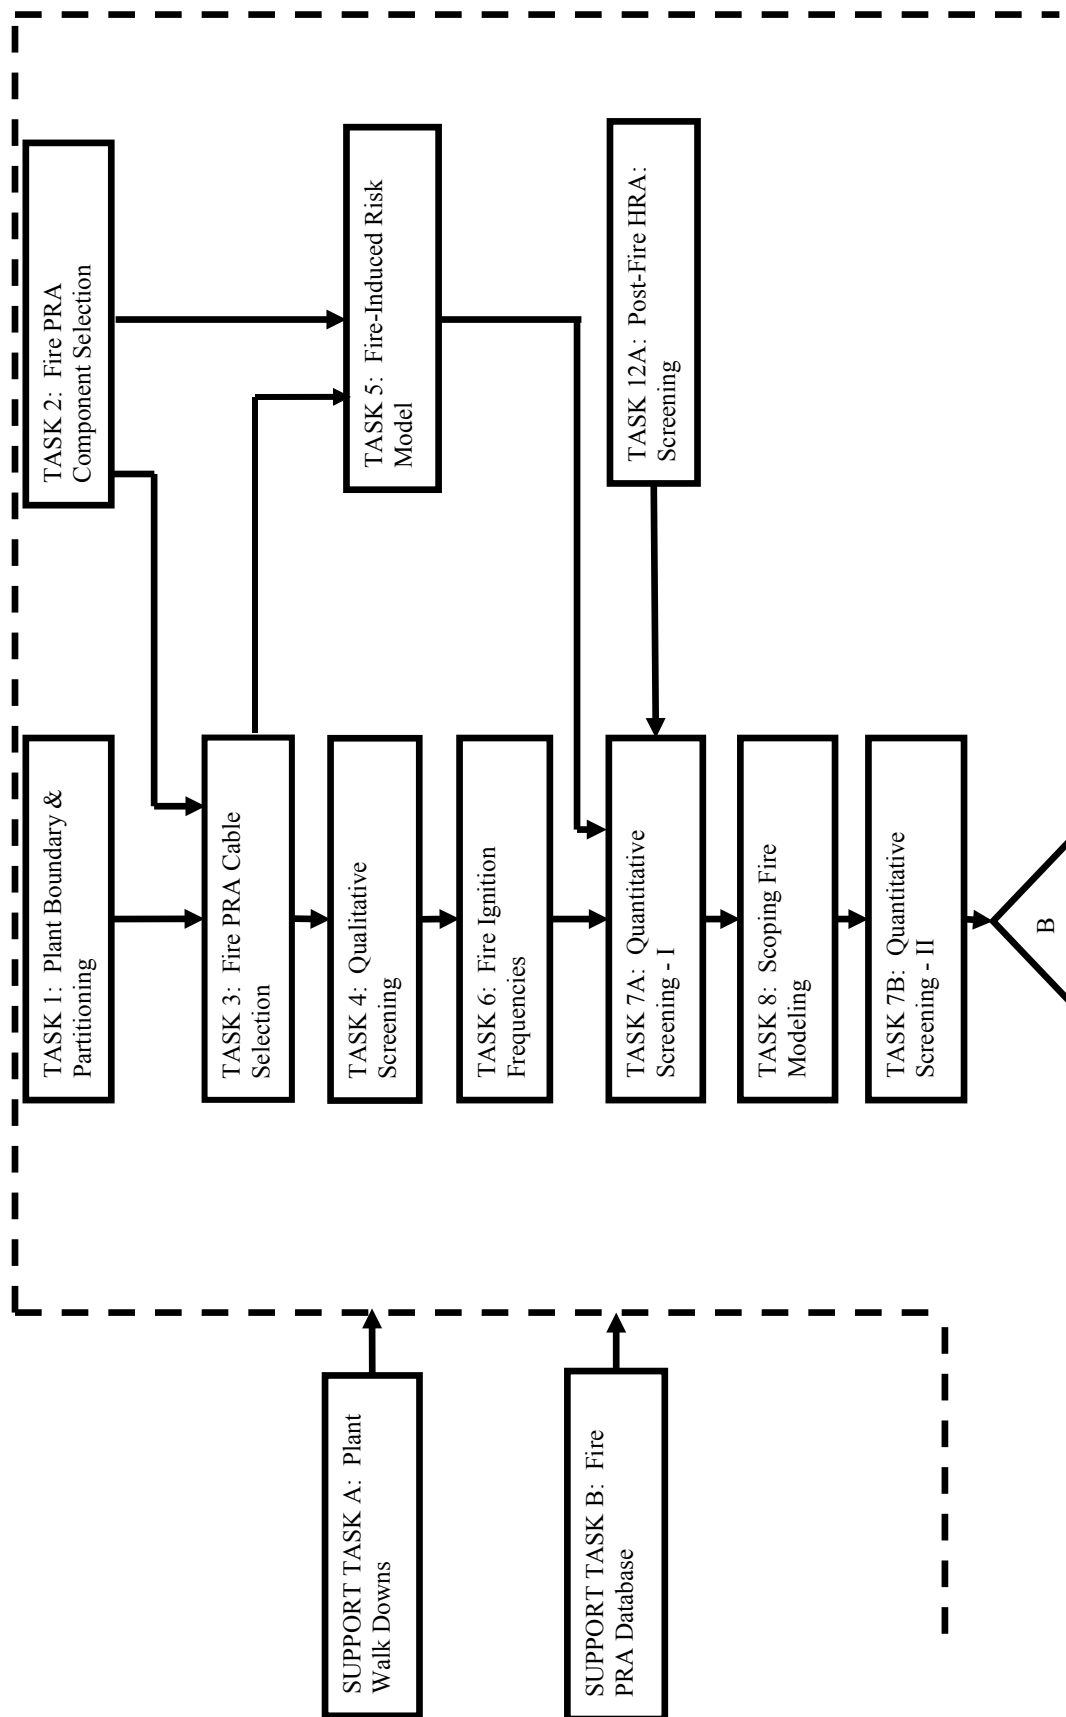 TASK 1:  Plant Boundary &
Partitioning
TASK 2:  Fire PRA
Component Selection
TASK 3:  Fire PRA Cable
Selection
TASK 4:  Qualitative
Screening
TASK 5:  Fire-Induced Risk
Model
TASK 6:  Fire Ignition
Frequencies
TASK 7A:  Quantitative
Screening - I
TASK 12A:  Post-Fire HRA:
Screening
TASK 8:  Scoping Fire
Modeling
TASK 7B:  Quantitative
Screening - II
B
SUPPORT TASK A:  Plant
Walk Downs
SUPPORT TASK B:  Fire
PRA Database